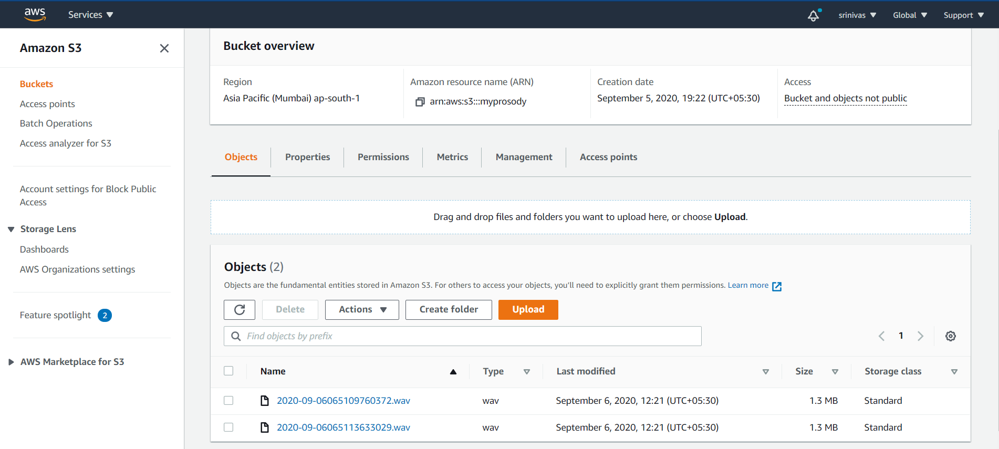 aws Services srinivas Global Support
Amazon S3
Buckets
Access points
Batch Operations
Access analyzer for S3
Account settings for Block Public
Access
Storage Lens
Dashboards
AWS Organizations settings
Feature spotlight 2
AWS Marketplace for S3
Bucket overview
Region
Asia Pacific (Mumbai) ap-south-1
Amazon resource name (ARN)
arn:aws:s3:::myprosody
Creation date
September 5, 2020, 19:22 (UTC+05:30)
Access
Bucket and objects not public
Objects Properties Permissions Metrics Management Access points
Drag and drop files and folders you want to upload here, or choose Upload.
Objects (2)
Objects are the fundamental entities stored in Amazon S3. For others to access your objects, you'll need to explicitly grant them permissions. Learn more
Delete Actions Create folder Upload
Find objects by prefix 1
Name Type Last modified Size Storage class
2020-09-06065109760372.wav wav September 6, 2020, 12:21 (UTC+05:30) 1.3 MB Standard
2020-09-06065113633029.wav wav September 6, 2020, 12:21 (UTC+05:30) 1.3 MB Standard